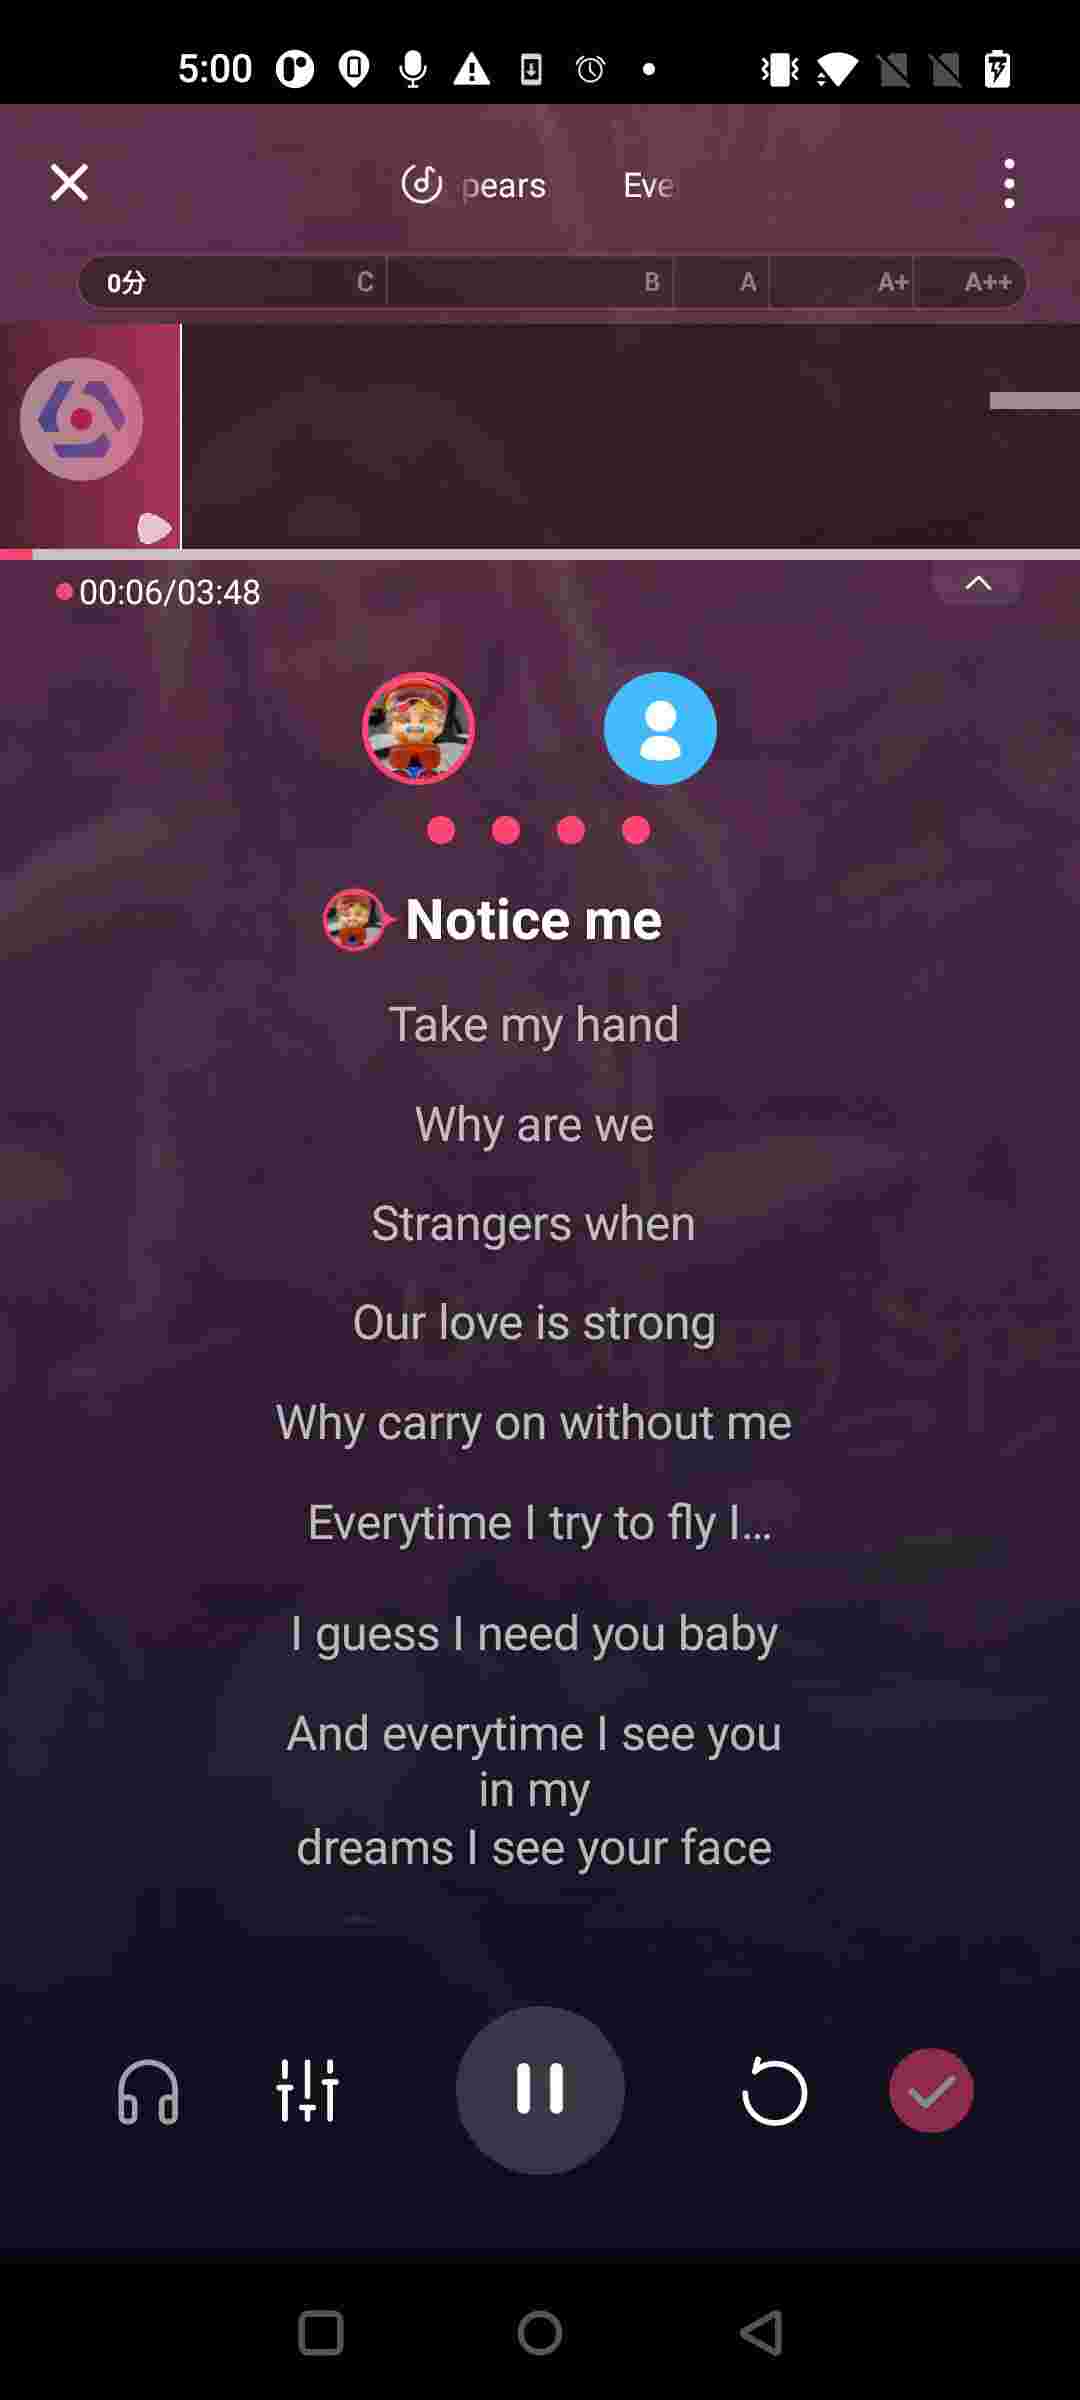 5:00
pears Eve
0分 C B A A+ A++
00:06/03:48
Notice me
Take my hand
Why are we
Strangers when
Our love is strong
Why carry on without me
Everytime I try to fly I...
I guess I need you baby
And everytime I see you
in my
dreams I see your face